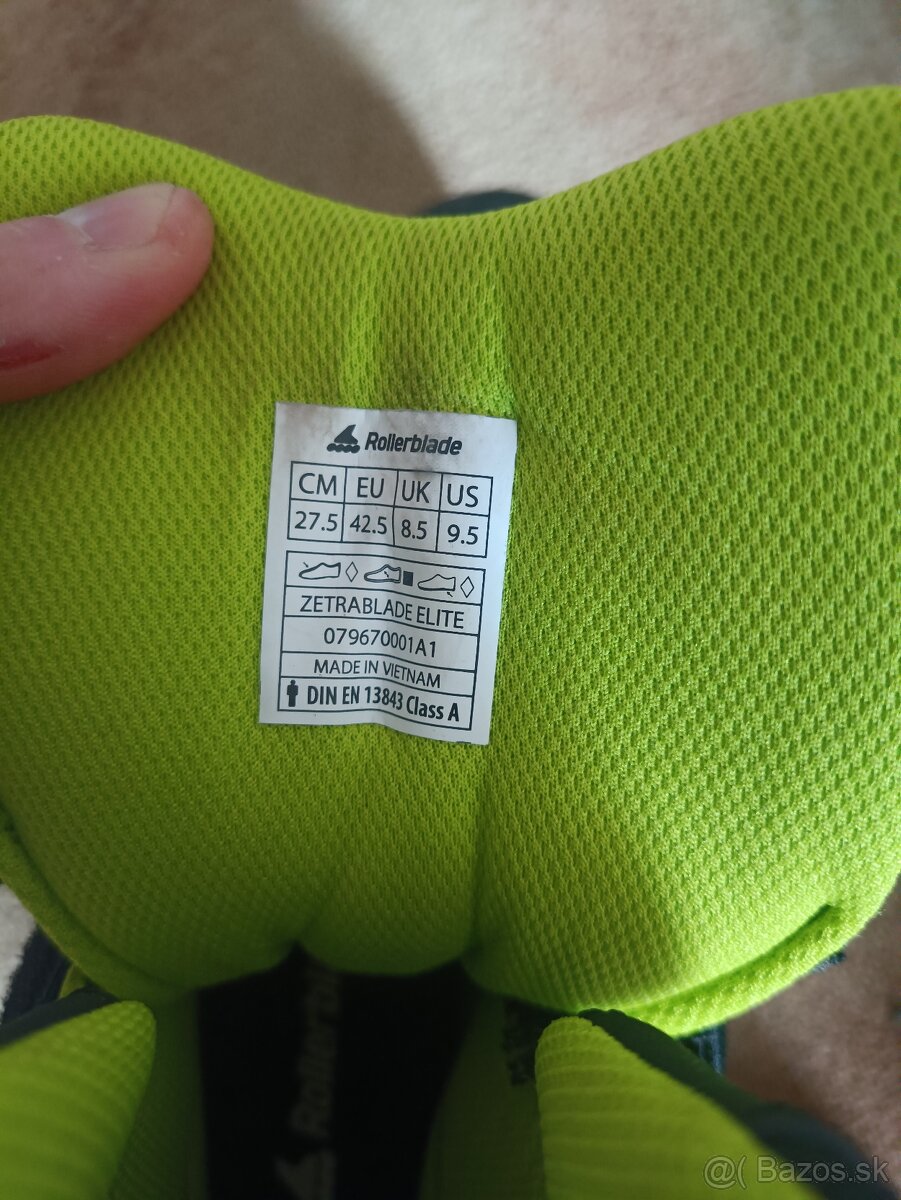 Rollerblade
CM EU UK US
27.5 42.5 8.5 9.5
ZETRABLADE ELITE
079670001A1
MADE IN VIETNAM
DIN EN 13843 Class A
Rollerbl
@( Bazos.sk